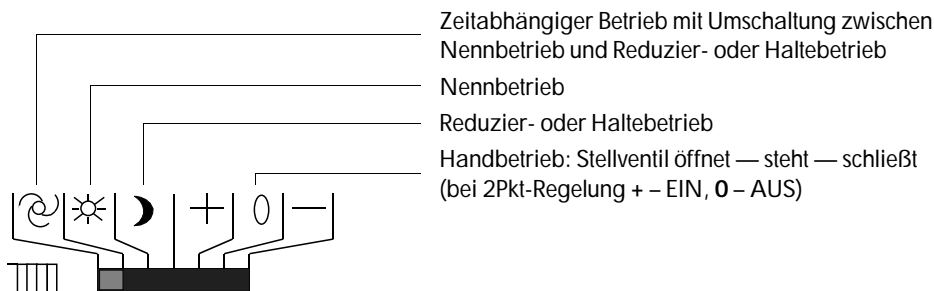 Zeitabhängiger Betrieb mit Umschaltung zwischen
Nennbetrieb und Reduzier- oder Haltebetrieb
Nennbetrieb
Reduzier- oder Haltebetrieb
Handbetrieb: Stellventil öffnet — steht — schließt
(bei 2Pkt-Regelung + – EIN, 0 – AUS)
+ 0 —